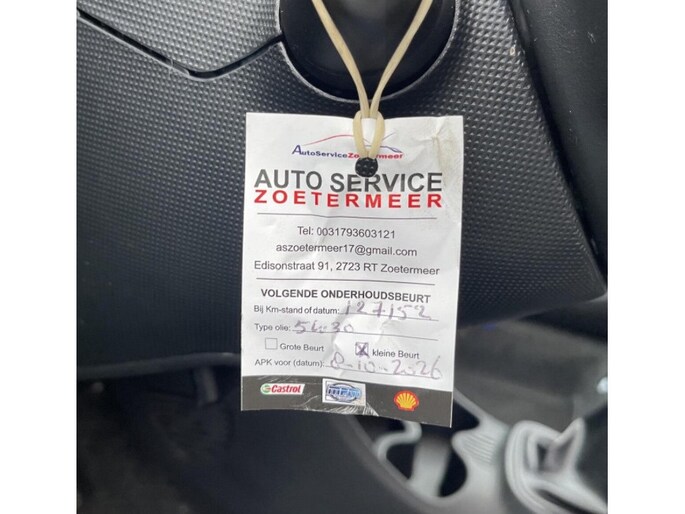 AutoServiceZoetermeer
AUTO SERVICE
ZOETERMEER
Tel: 0031793603121
aszoetermeer17@gmail.com
Edisonstraat 91, 2723 RT Zoetermeer
VOLGENDE ONDERHOUDSBEURT
Bij Km-stand of datum: 127152
Type olie: 5W30
Grote Beurt kleine Beurt
APK voor (datum): 8-10-2026
Castrol